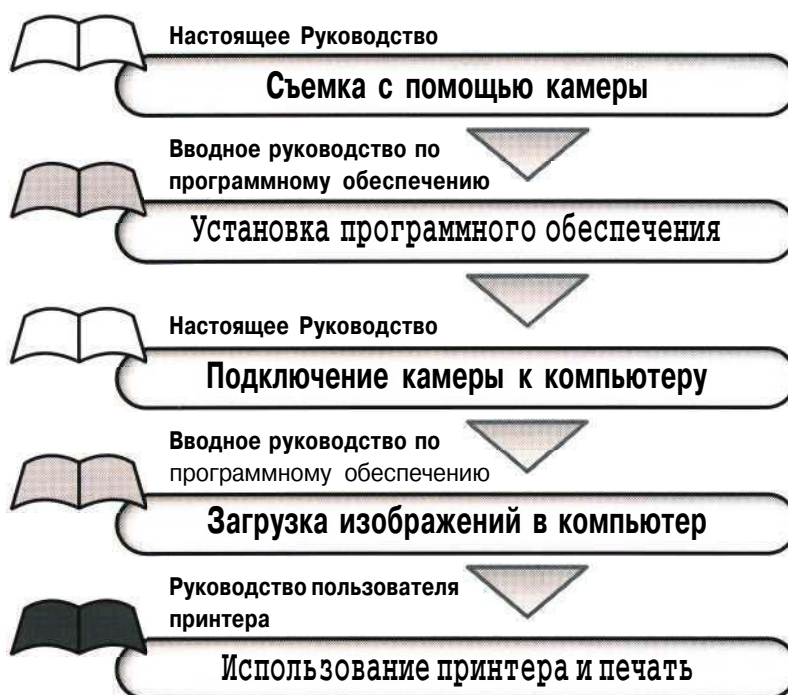 Настоящее Руководство
Съемка с помощью камеры
Вводное руководство по
программному обеспечению
Установка программного обеспечения
Настоящее Руководство
Подключение камеры к компьютеру
Вводное руководство по
программному обеспечению
Загрузка изображений в компьютер
Руководство пользователя
принтера
Использование принтера и печать